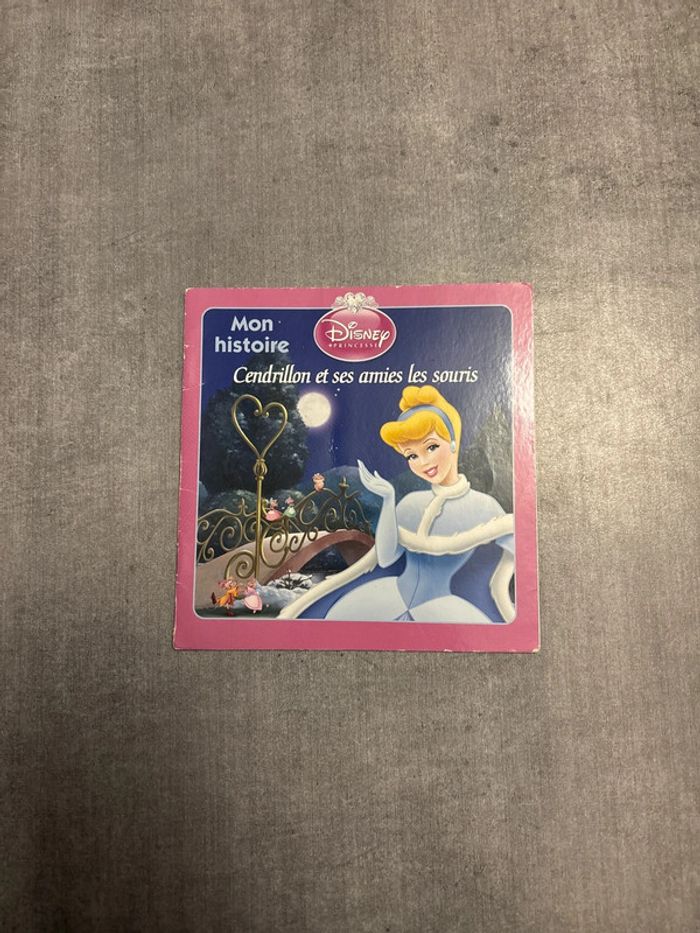 Mon
histoire
Disney
PRINCESSE
Cendrillon et ses amies les souris